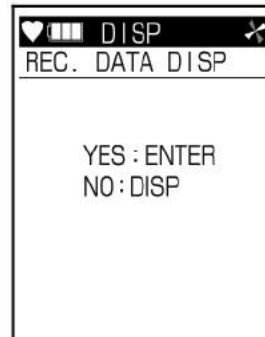 DISP
REC. DATA DISP
YES : ENTER
NO : DISP